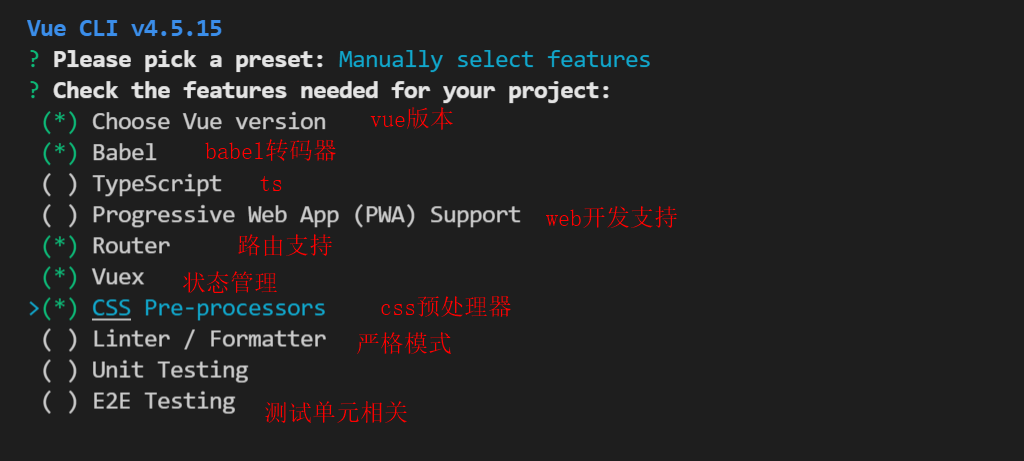 Vue CLI v4.5.15
? Please pick a preset: Manually select features
? Check the features needed for your project:
(*) Choose Vue version vue版本
(*) Babel babel转码器
( ) TypeScript ts
( ) Progressive Web App (PWA) Support web开发支持
(*) Router 路由支持
(*) Vuex 状态管理
>(*) CSS Pre-processors css预处理器
( ) Linter / Formatter 严格模式
( ) Unit Testing
( ) E2E Testing 测试单元相关